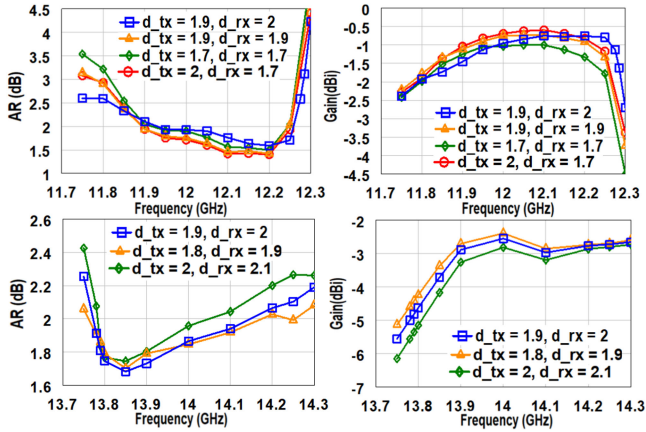 4.5
4
3.5
3
2.5
2
1.5
1
AR (dB)
d_tx = 1.9, d_rx = 2
d_tx = 1.9, d_rx = 1.9
d_tx = 1.7, d_rx = 1.7
d_tx = 2, d_rx = 1.7
11.7 11.8 11.9 12 12.1 12.2 12.3
Frequency (GHz)
0
-0.5
-1
-1.5
-2
-2.5
-3
-3.5
-4
-4.5
Gain(dBi)
d_tx = 1.9, d_rx = 2
d_tx = 1.9, d_rx = 1.9
d_tx = 1.7, d_rx = 1.7
d_tx = 2, d_rx = 1.7
11.7 11.8 11.9 12 12.1 12.2 12.3
Frequency (GHz)
2.6
2.4
2.2
2
1.8
1.6
AR (dB)
d_tx = 1.9, d_rx = 2
d_tx = 1.8, d_rx = 1.9
d_tx = 2, d_rx = 2.1
13.7 13.8 13.9 14 14.1 14.2 14.3
Frequency (GHz)
-2
-3
-4
-5
-6
-7
Gain(dBi)
d_tx = 1.9, d_rx = 2
d_tx = 1.8, d_rx = 1.9
d_tx = 2, d_rx = 2.1
13.7 13.8 13.9 14 14.1 14.2 14.3
Frequency (GHz)